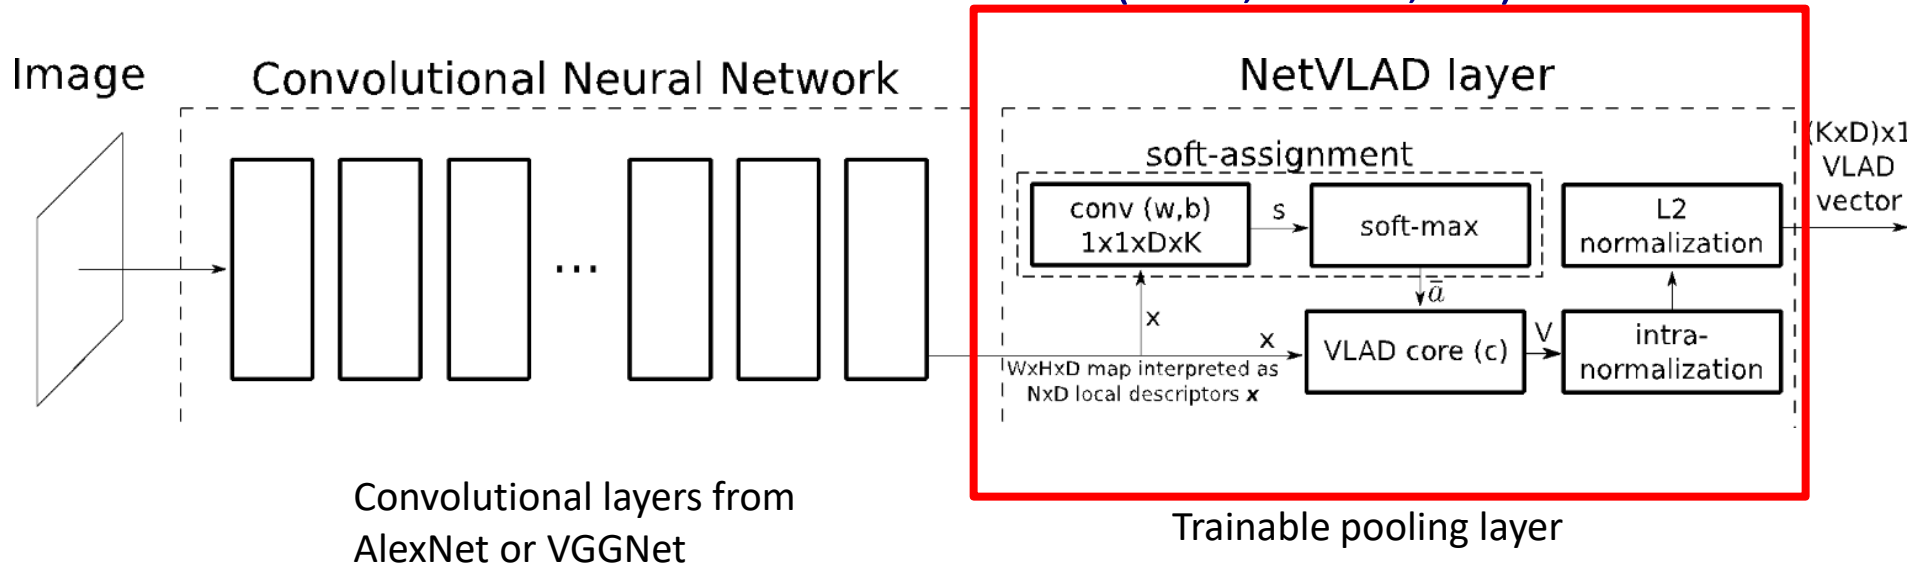 Image
Convolutional Neural Network
NetVLAD layer
soft-assignment
conv (w,b)
1x1xDxK
s
soft-max
L2
normalization
(KxD)x1
VLAD
vector
...
x
ā
x
VLAD core (c)
V
intra-
normalization
WxHxD map interpreted as
NxD local descriptors x
Convolutional layers from
AlexNet or VGGNet
Trainable pooling layer